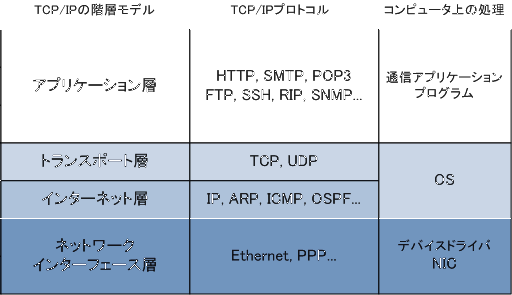 TCP/IPの階層モデル
TCP/IPプロトコル
コンピュータ上の処理
アプリケーション層
HTTP, SMTP, POP3
FTP, SSH, RIP, SNMP...
通信アプリケーション
プログラム
トランスポート層
TCP, UDP
インターネット層
IP, ARP, ICMP, OSPF...
OS
ネットワーク
インターフェース層
Ethernet, PPP...
デバイスドライバ
NIC